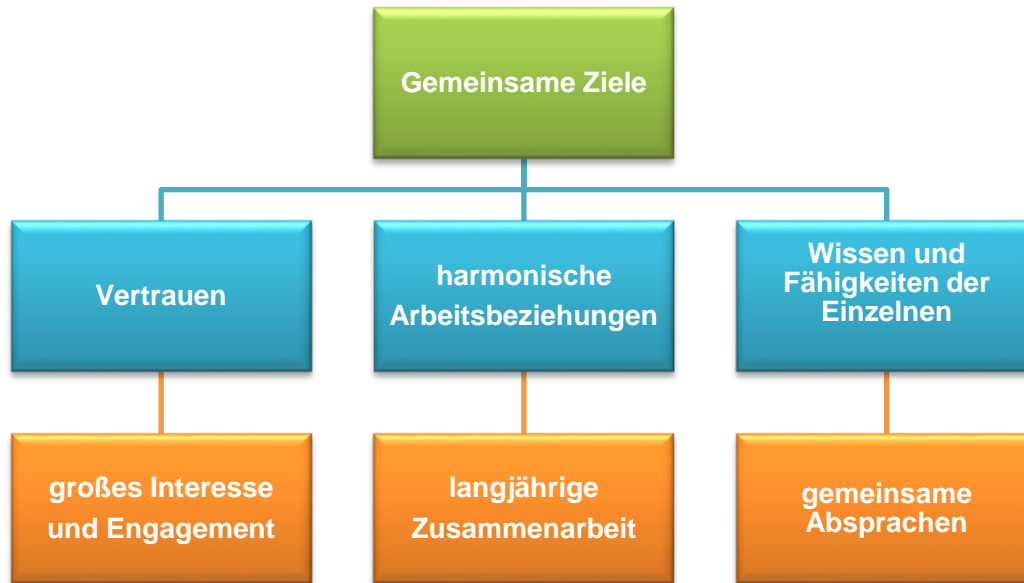 Gemeinsame Ziele
Vertrauen
harmonische
Arbeitsbeziehungen
Wissen und
Fähigkeiten der
Einzelnen
großes Interesse
und Engagement
langjährige
Zusammenarbeit
gemeinsame
Absprachen